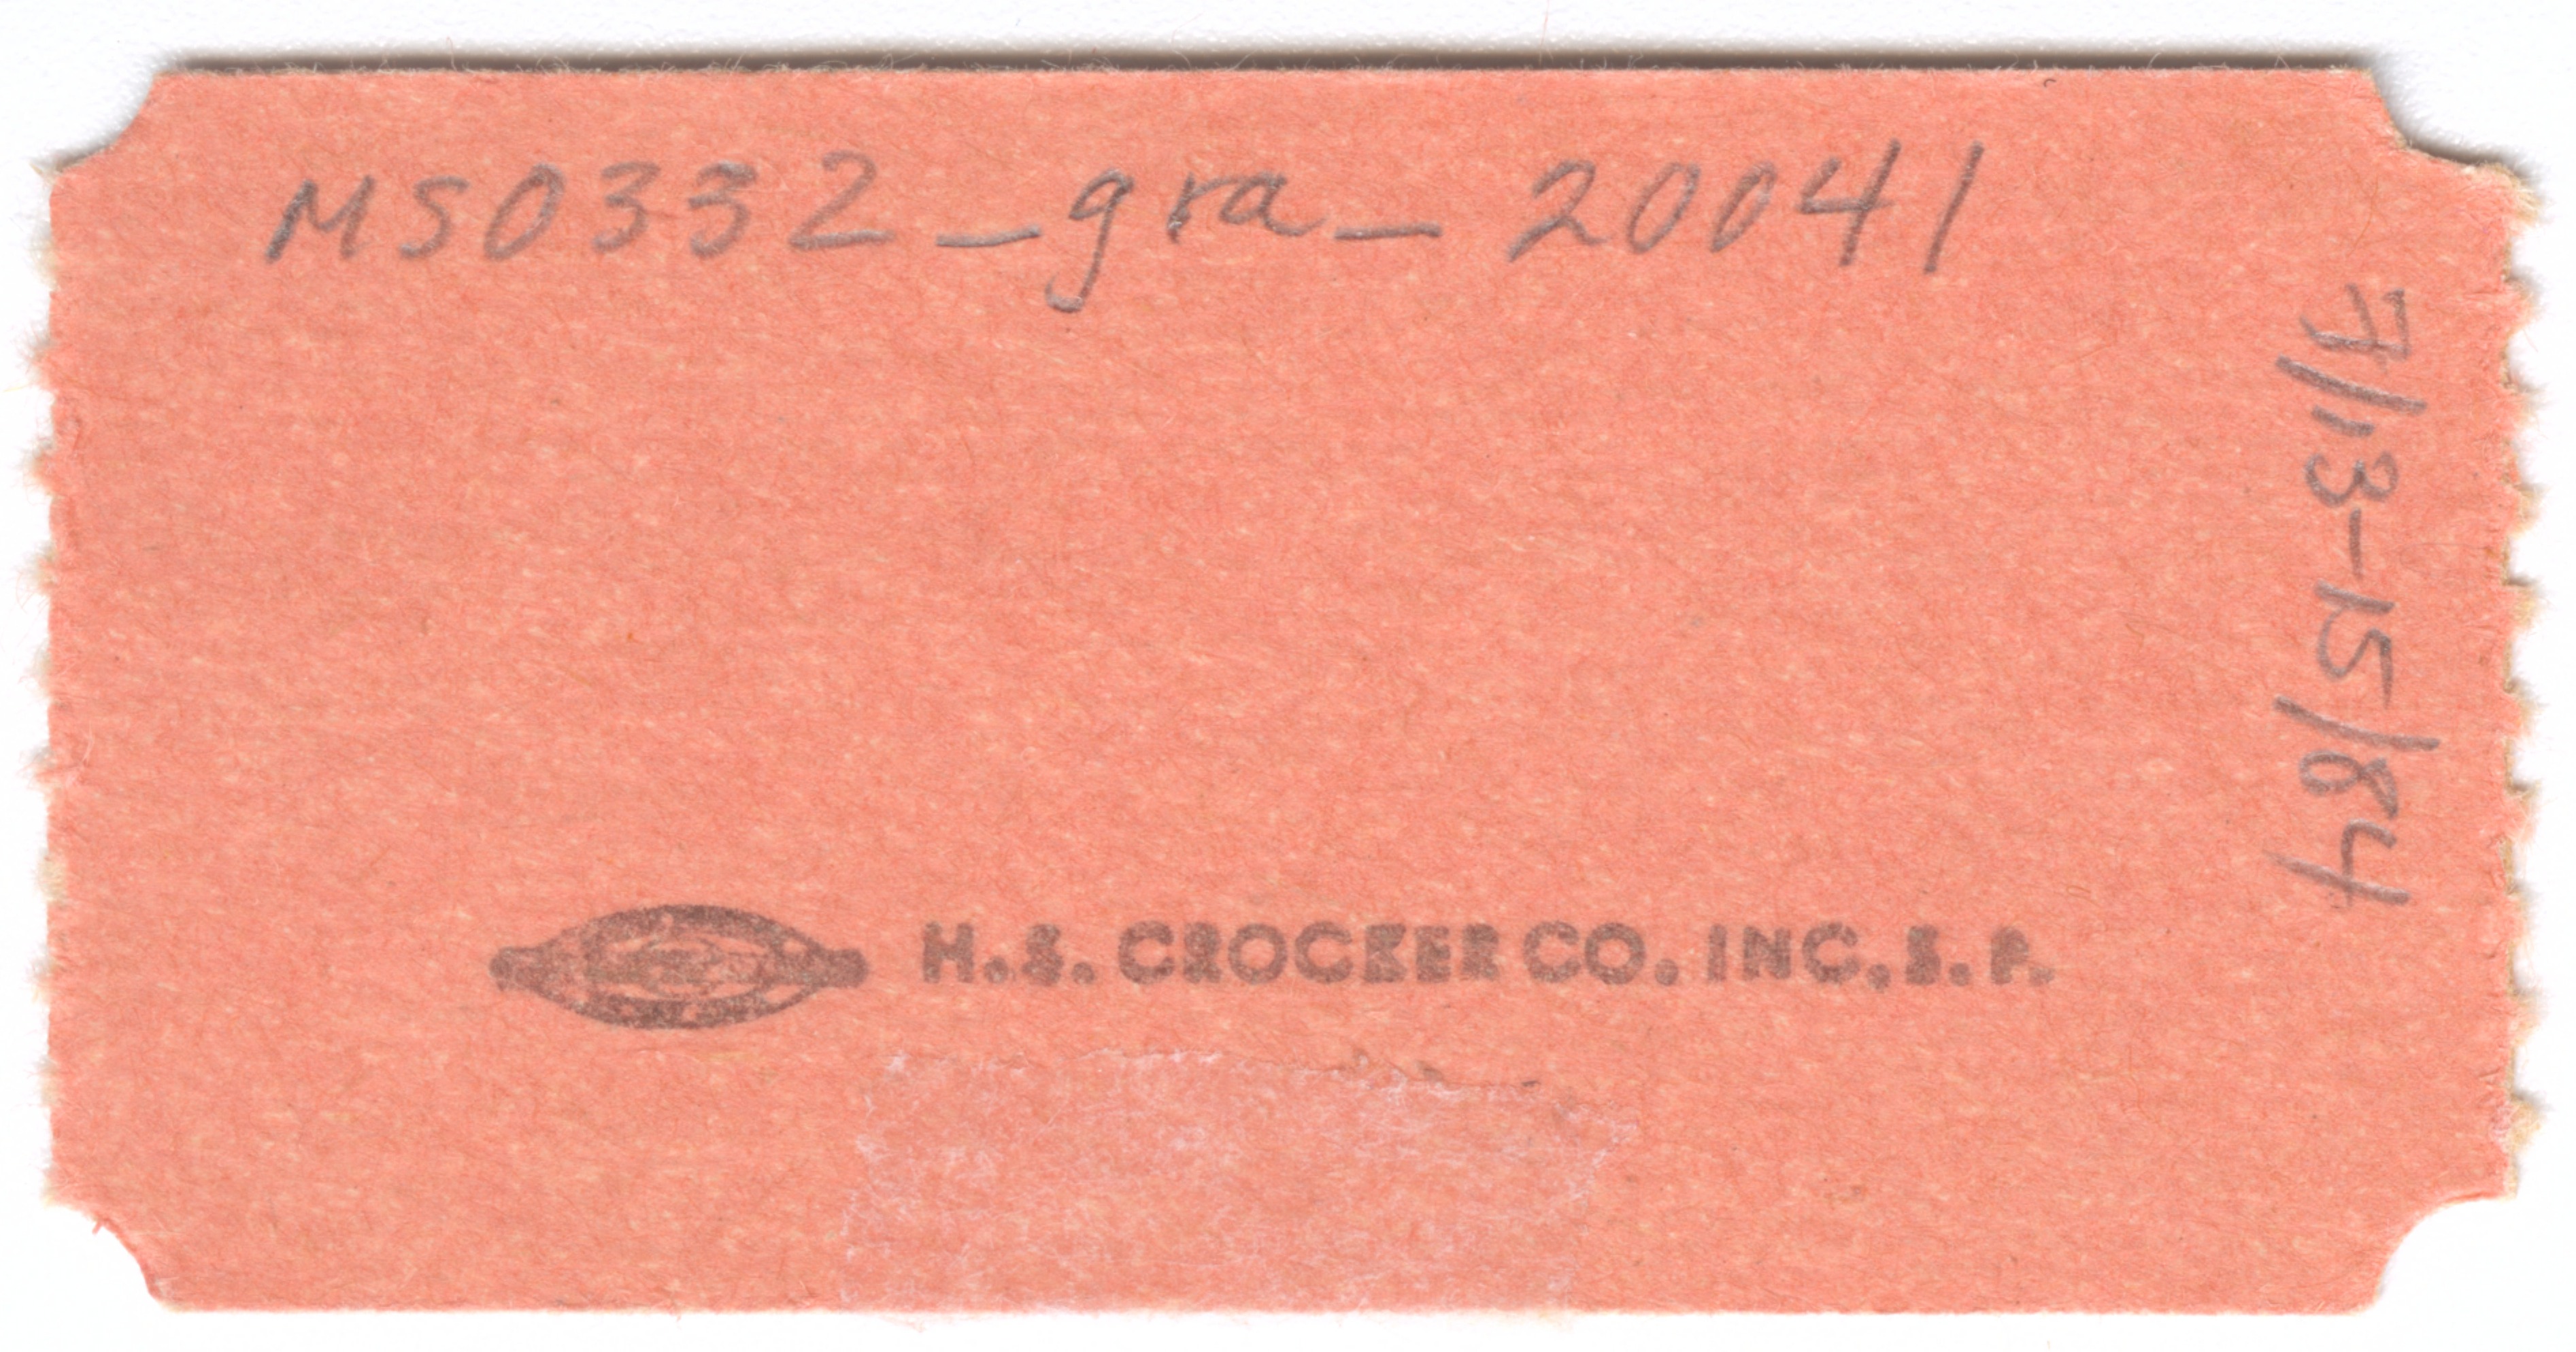 MS0332_gra_20041
7/13-15/84
H.S. CROCKER CO. INC. S.F.